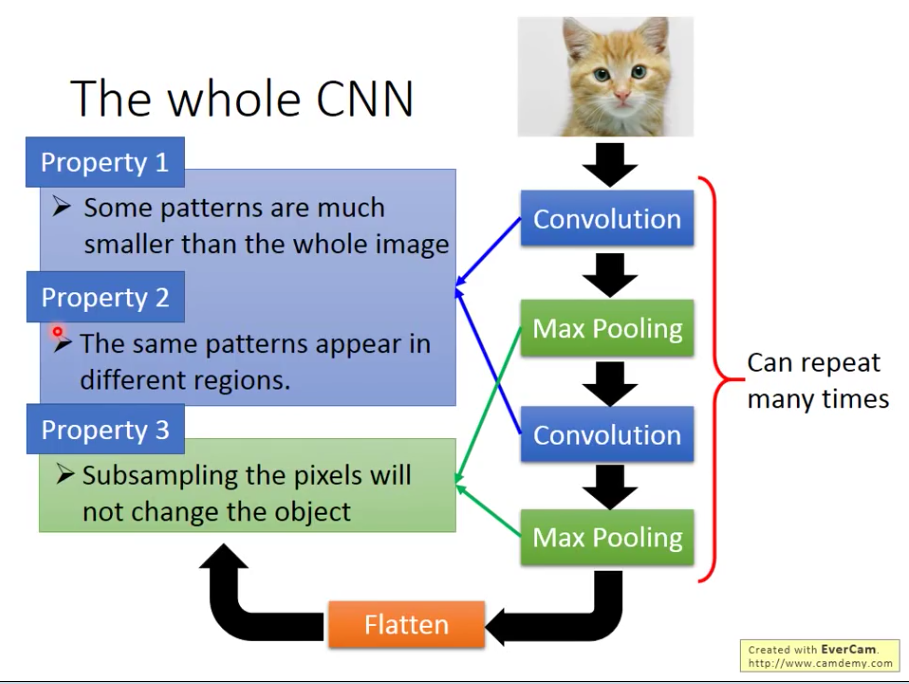 The whole CNN
Property 1
Some patterns are much
smaller than the whole image
Property 2
The same patterns appear in
different regions.
Property 3
Subsampling the pixels will
not change the object
Convolution
Max Pooling
Convolution
Max Pooling
Can repeat
many times
Flatten
Created with EverCam.
http://www.camdemy.com